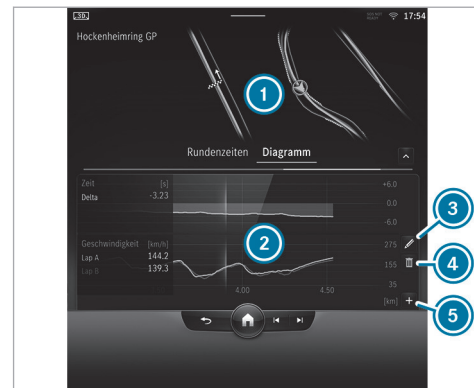 3D
17:54
Hockenheimring GP
1
Rundenzeiten Diagramm
Zeit [s]
Delta -3.23
+6.0
0.0
-6.0
3
Geschwindigkeit [km/h]
Lap A 144.2
Lap B 139.3
2
275
155
35
4
4.00 4.50 [km]
5